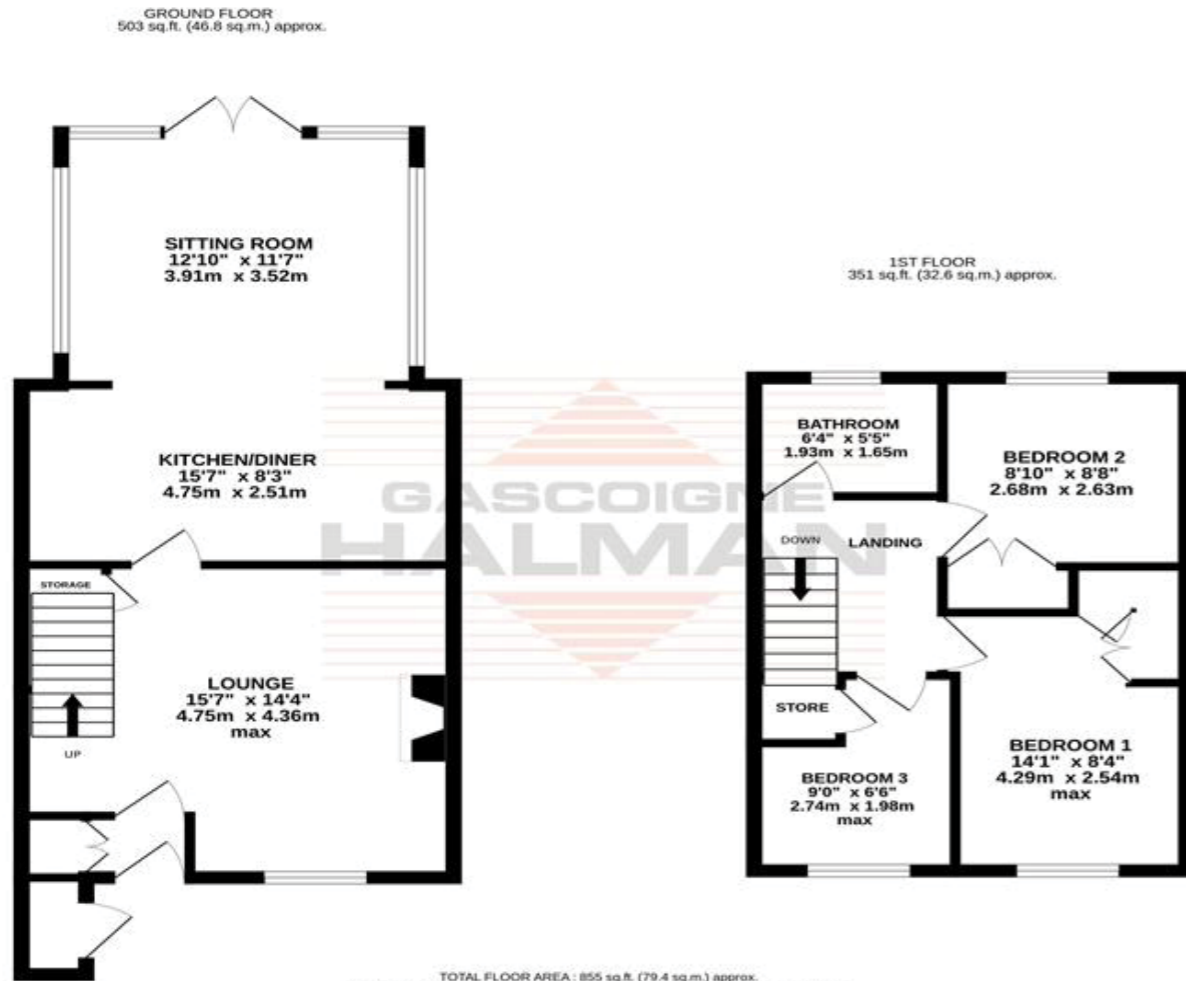 GROUND FLOOR
503 sq.ft. (46.8 sq.m.) approx.
SITTING ROOM
12'10" x 11'7"
3.91m x 3.52m
KITCHEN/DINER
15'7" x 8'3"
4.75m x 2.51m
STORAGE
LOUNGE
15'7" x 14'4"
4.75m x 4.36m
max
UP
1ST FLOOR
351 sq.ft. (32.6 sq.m.) approx.
BATHROOM
6'4" x 5'5"
1.93m x 1.65m
BEDROOM 2
8'10" x 8'8"
2.68m x 2.63m
DOWN
LANDING
STORE
BEDROOM 3
9'0" x 6'6"
2.74m x 1.98m
max
BEDROOM 1
14'1" x 8'4"
4.29m x 2.54m
max
GASCOIGNE
HALMAN
TOTAL FLOOR AREA : 855 sq.ft. (79.4 sq.m.) approx.